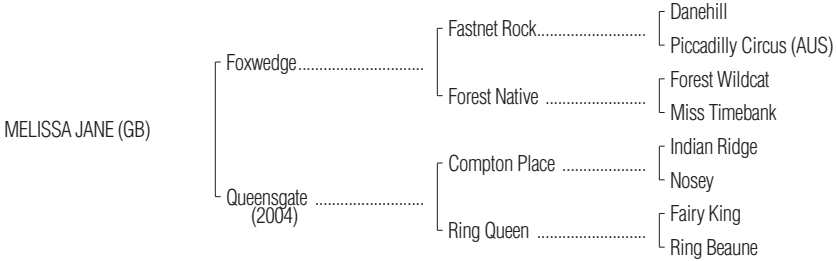 Danehill
Fastnet Rock
Piccadilly Circus (AUS)
Foxwedge
Forest Wildcat
Forest Native
Miss Timebank
MELISSA JANE (GB)
Indian Ridge
Compton Place
Nosey
Queensgate
(2004)
Fairy King
Ring Queen
Ring Beaune